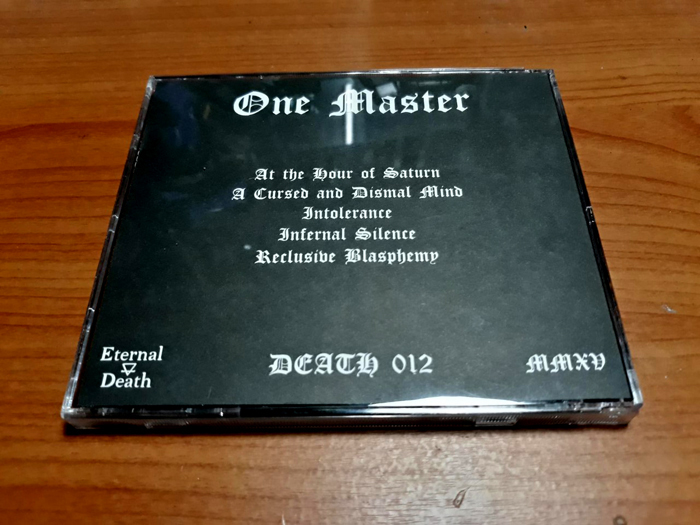 One Master
At the Hour of Saturn
A Cursed and Dismal Mind
Intolerance
Infernal Silence
Reclusive Blasphemy
Eternal
Death
DEATH 012
MMXV